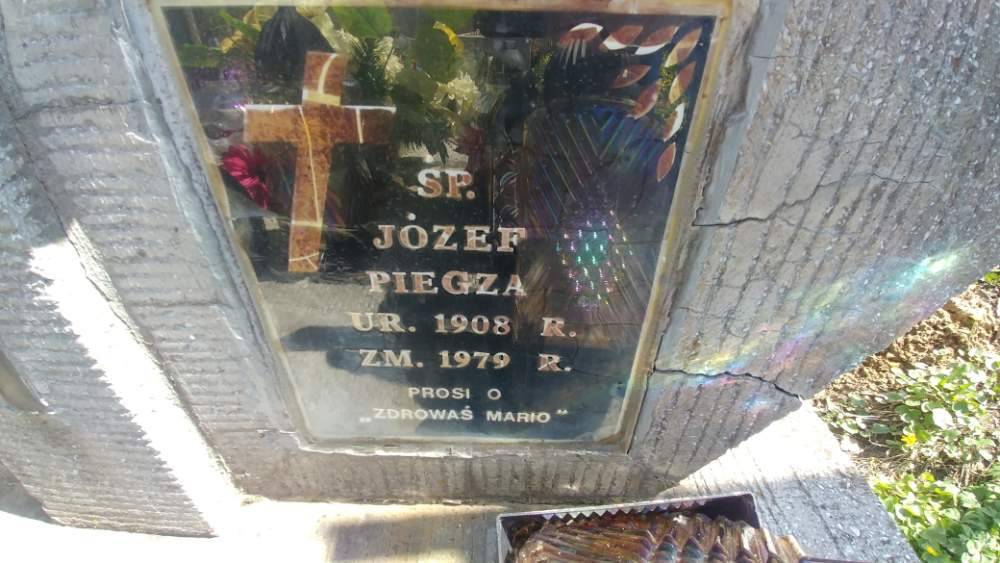 ŚP.
JÓZEF
PIEGZA
UR. 1908 R.
ZM. 1979 R.
PROSI O
„ZDROWAŚ MARIO"